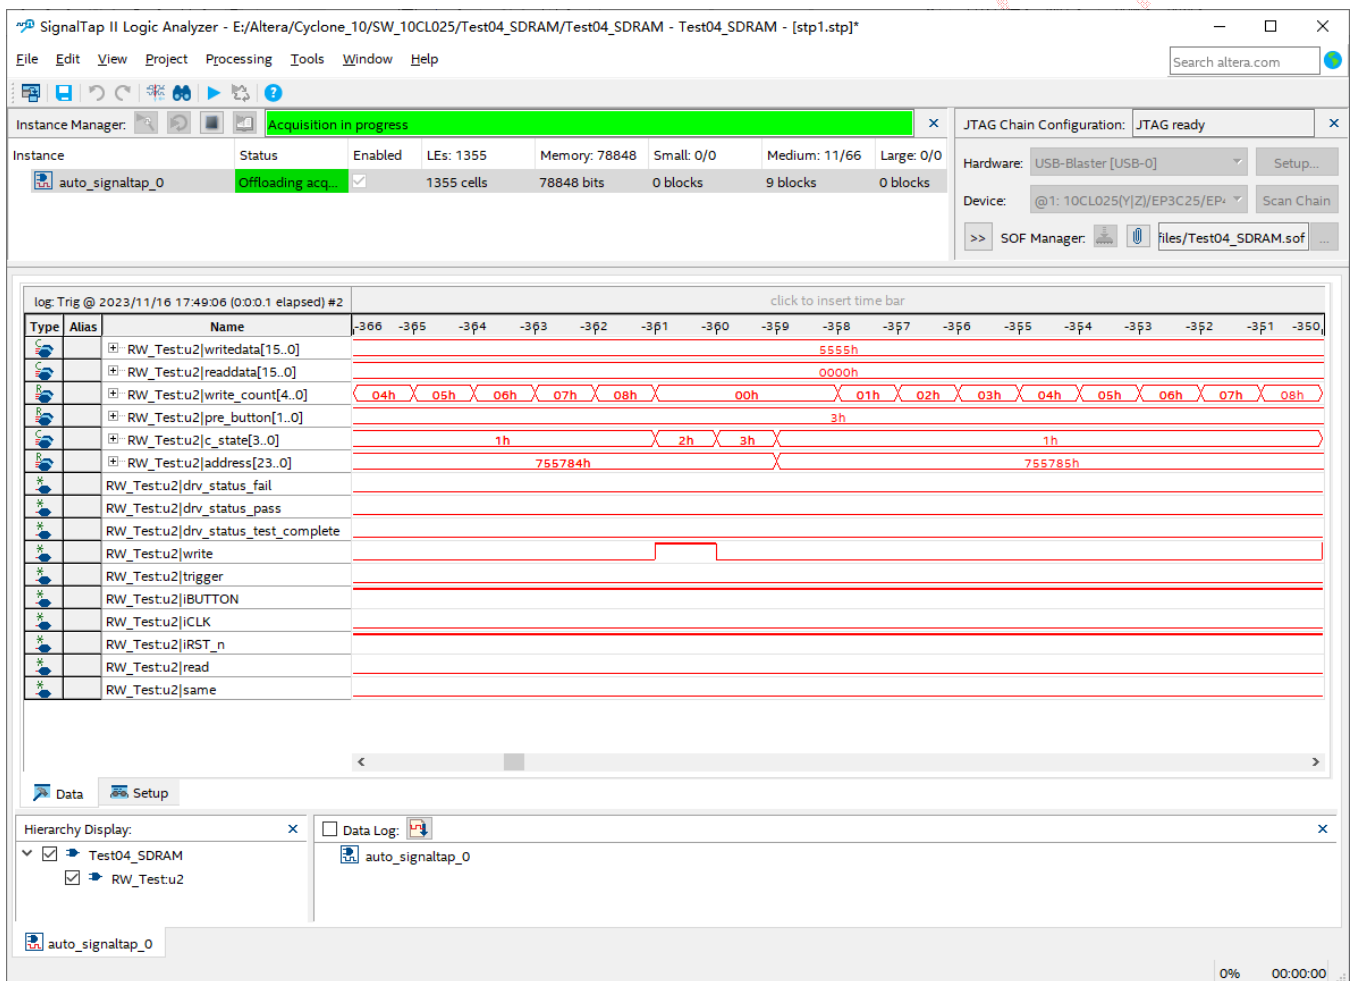 SignalTap II Logic Analyzer - E:/Altera/Cyclone_10/SW_10CL025/Test04_SDRAM/Test04_SDRAM - Test04_SDRAM - [stp1.stp]*
File Edit View Project Processing Tools Window Help
Search altera.com
Instance Manager: Acquisition in progress
JTAG Chain Configuration: JTAG ready
Instance Status Enabled LEs: 1355 Memory: 78848 Small: 0/0 Medium: 11/66 Large: 0/0
auto_signaltap_0 Offloading acq... 1355 cells 78848 bits 0 blocks 9 blocks 0 blocks
Hardware: USB-Blaster [USB-0] Setup...
Device: @1: 10CL025(Y|Z)/EP3C25/EP4 Scan Chain
>> SOF Manager: files/Test04_SDRAM.sof ...
log: Trig @ 2023/11/16 17:49:06 (0:0:0.1 elapsed) #2 click to insert time bar
Type Alias Name -366 -365 -364 -363 -362 -361 -360 -359 -358 -357 -356 -355 -354 -353 -352 -351 -350
RW_Test:u2|writedata[15..0] 5555h
RW_Test:u2|readdata[15..0] 0000h
RW_Test:u2|write_count[4..0] 04h 05h 06h 07h 08h 00h 01h 02h 03h 04h 05h 06h 07h 08h
RW_Test:u2|pre_button[1..0] 3h
RW_Test:u2|c_state[3..0] 1h 2h 3h 1h
RW_Test:u2|address[23..0] 755784h 755785h
RW_Test:u2|drv_status_fail
RW_Test:u2|drv_status_pass
RW_Test:u2|drv_status_test_complete
RW_Test:u2|write
RW_Test:u2|trigger
RW_Test:u2|iBUTTON
RW_Test:u2|iCLK
RW_Test:u2|iRST_n
RW_Test:u2|read
RW_Test:u2|same
Data Setup
Hierarchy Display:
Data Log:
Test04_SDRAM
RW_Test:u2
auto_signaltap_0
auto_signaltap_0
0% 00:00:00